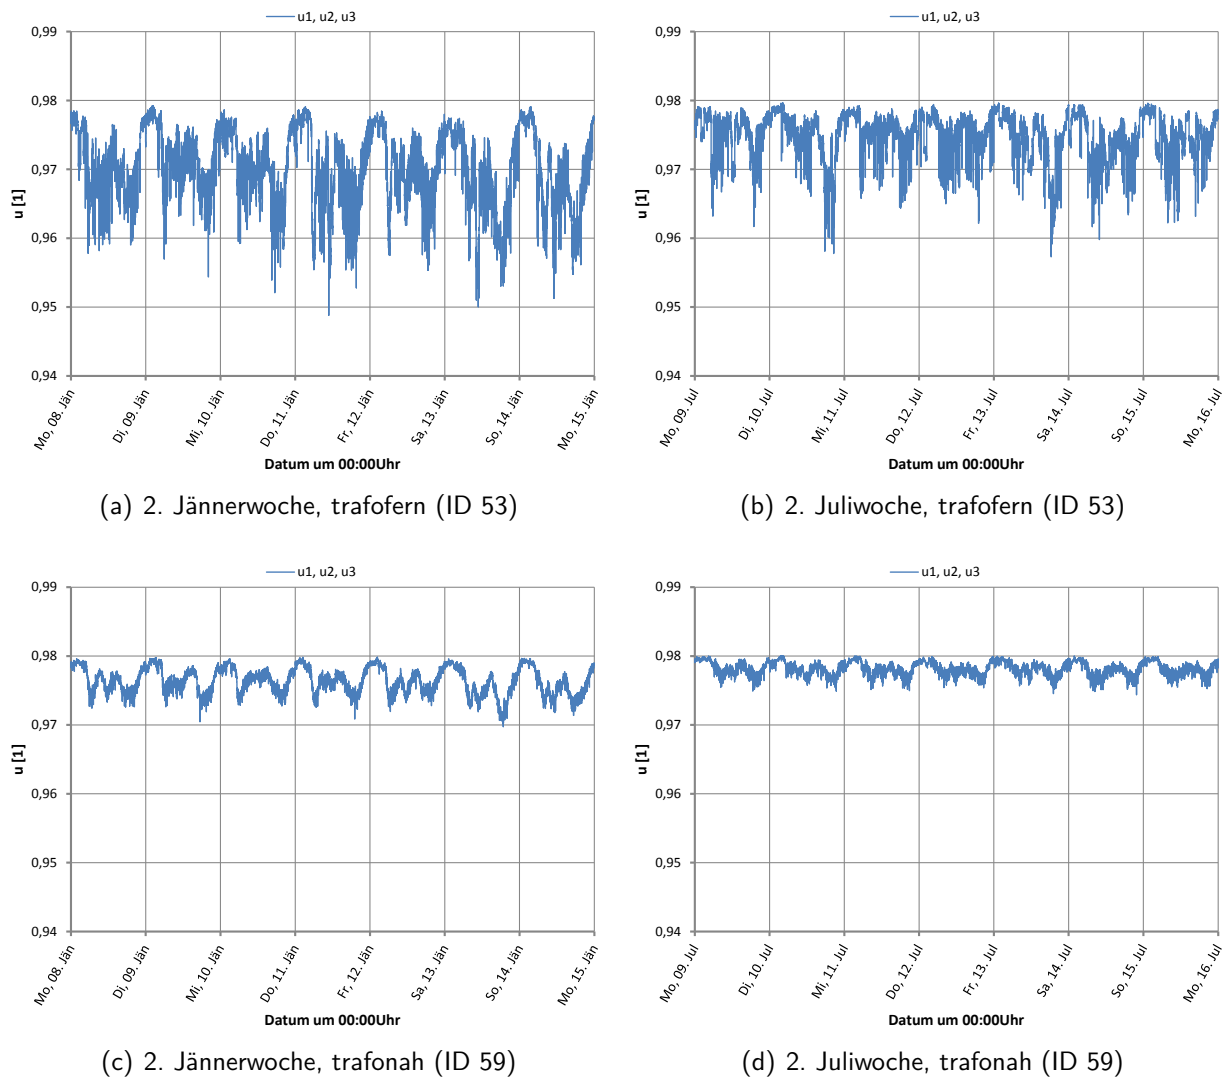 u1, u2, u3
0,99
0,98
0,97
0,96
0,95
0,94
u [1]
Mo, 08. Jän
Di, 09. Jän
Mi, 10. Jän
Do, 11. Jän
Fr, 12. Jän
Sa, 13. Jän
So, 14. Jän
Mo, 15. Jän
Datum um 00:00Uhr
(a) 2. Jännerwoche, trafofern (ID 53)
u1, u2, u3
0,99
0,98
0,97
0,96
0,95
0,94
u [1]
Mo, 09. Jul
Di, 10. Jul
Mi, 11. Jul
Do, 12. Jul
Fr, 13. Jul
Sa, 14. Jul
So, 15. Jul
Mo, 16. Jul
Datum um 00:00Uhr
(b) 2. Juliwoche, trafofern (ID 53)
u1, u2, u3
0,99
0,98
0,97
0,96
0,95
0,94
u [1]
Mo, 08. Jän
Di, 09. Jän
Mi, 10. Jän
Do, 11. Jän
Fr, 12. Jän
Sa, 13. Jän
So, 14. Jän
Mo, 15. Jän
Datum um 00:00Uhr
(c) 2. Jännerwoche, trafonah (ID 59)
u1, u2, u3
0,99
0,98
0,97
0,96
0,95
0,94
u [1]
Mo, 09. Jul
Di, 10. Jul
Mi, 11. Jul
Do, 12. Jul
Fr, 13. Jul
Sa, 14. Jul
So, 15. Jul
Mo, 16. Jul
Datum um 00:00Uhr
(d) 2. Juliwoche, trafonah (ID 59)